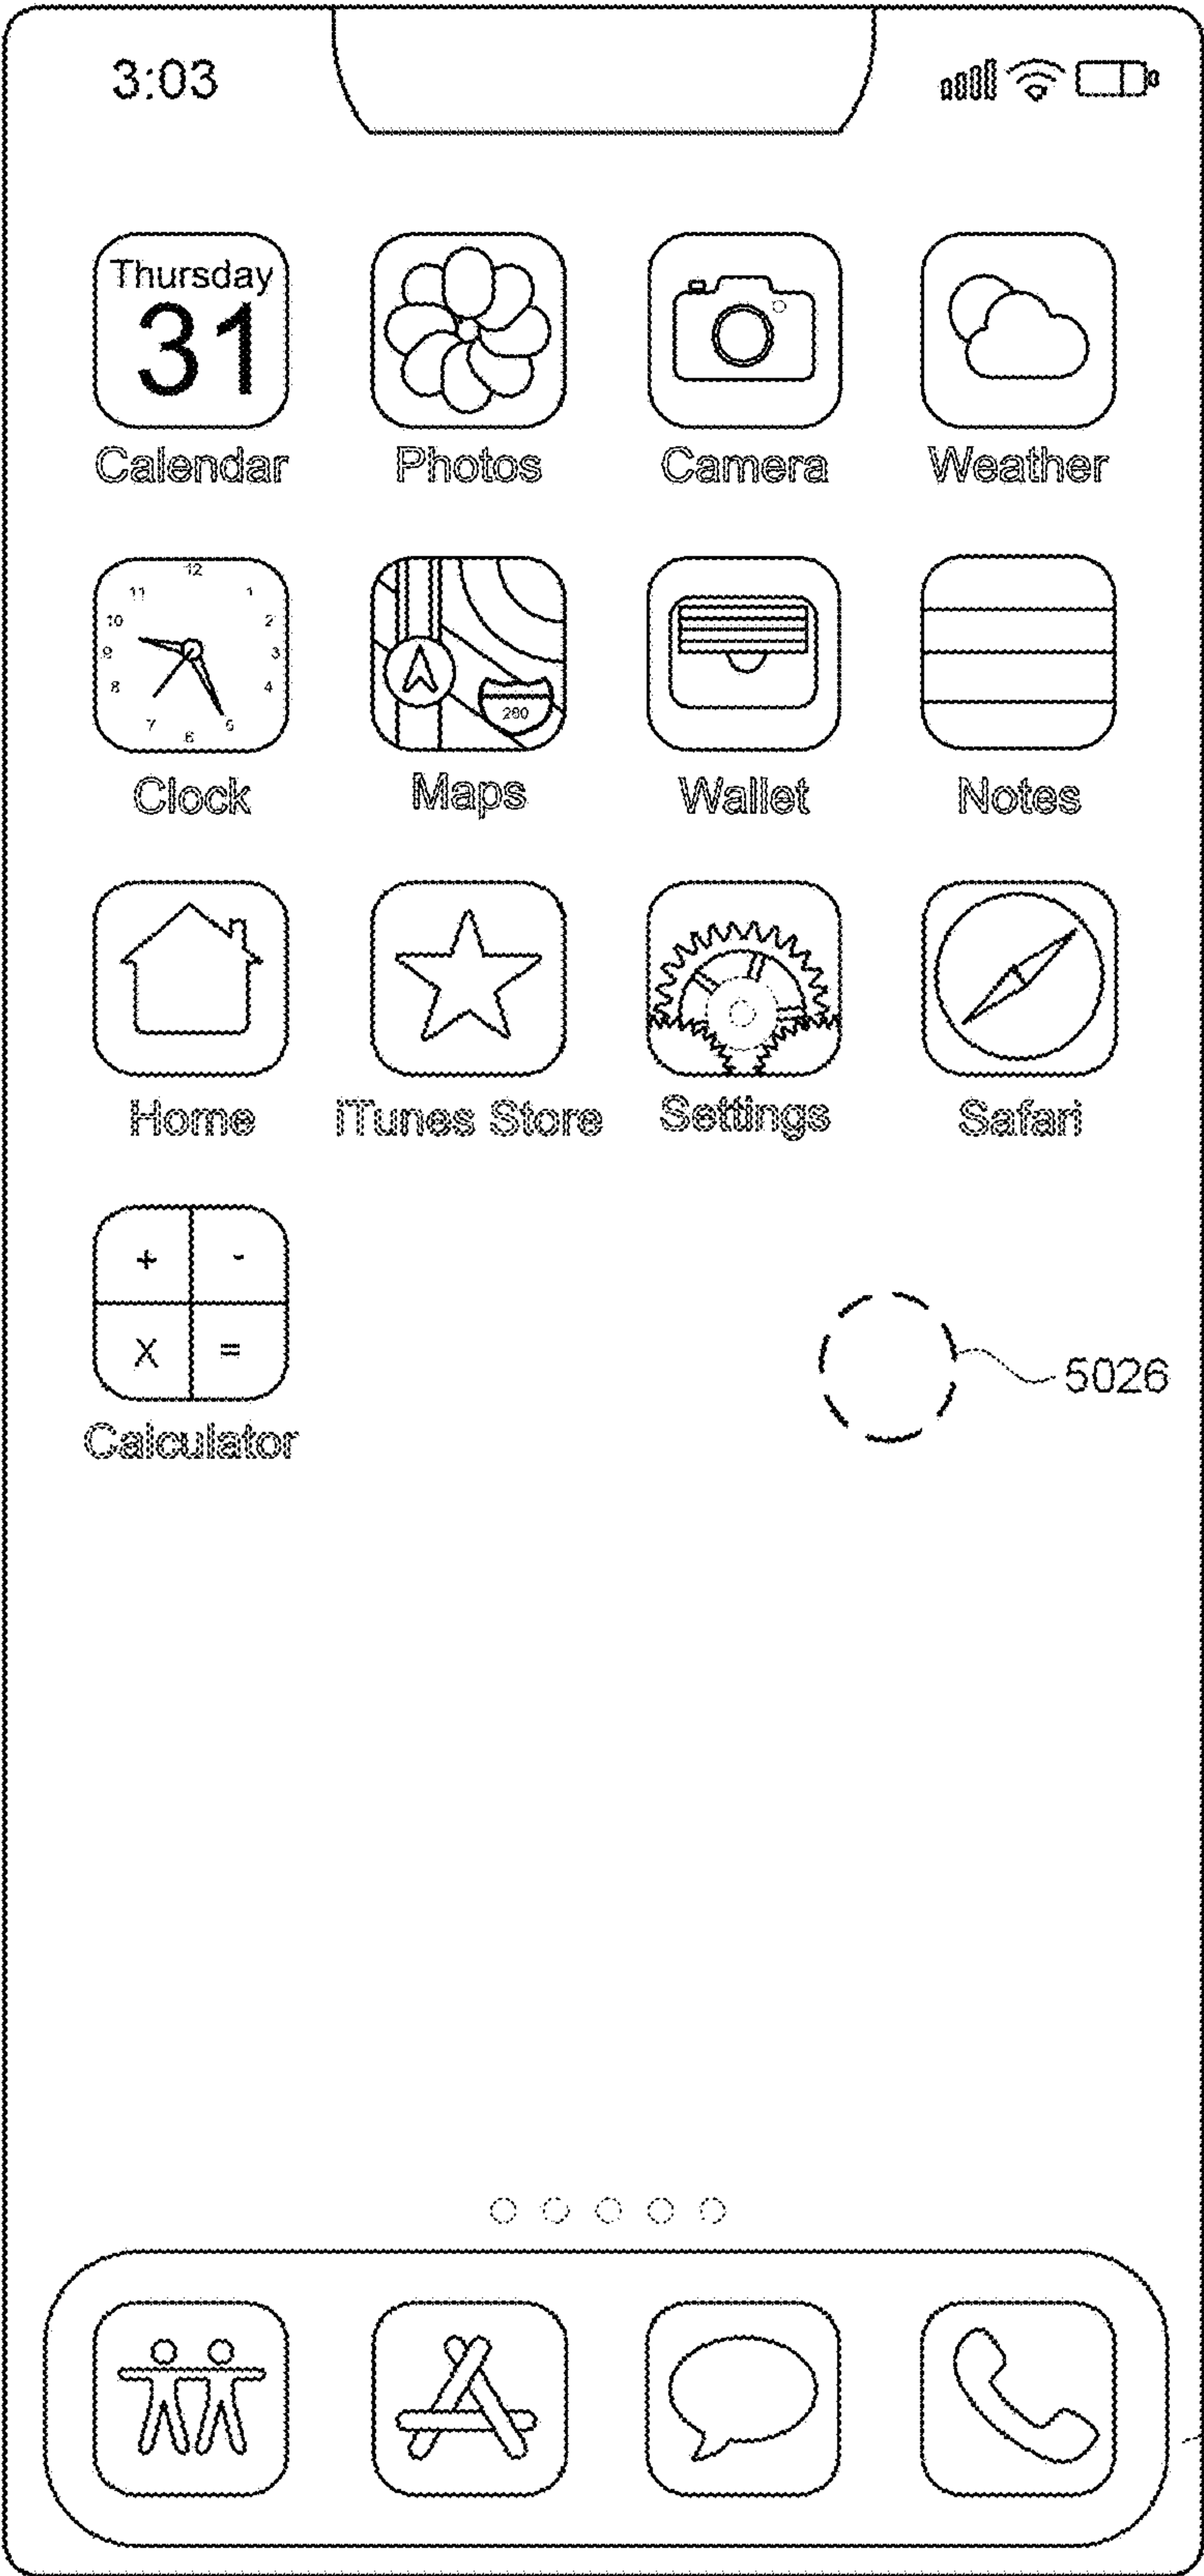 3:03
Thursday
31
Calendar Photos Camera Weather
12
11 1
10 2
9 3
260
8 4
7 5
6
Clock Maps Wallet Notes
Home iTunes Store Settings Safari
+ -
X =
5026
Calculator